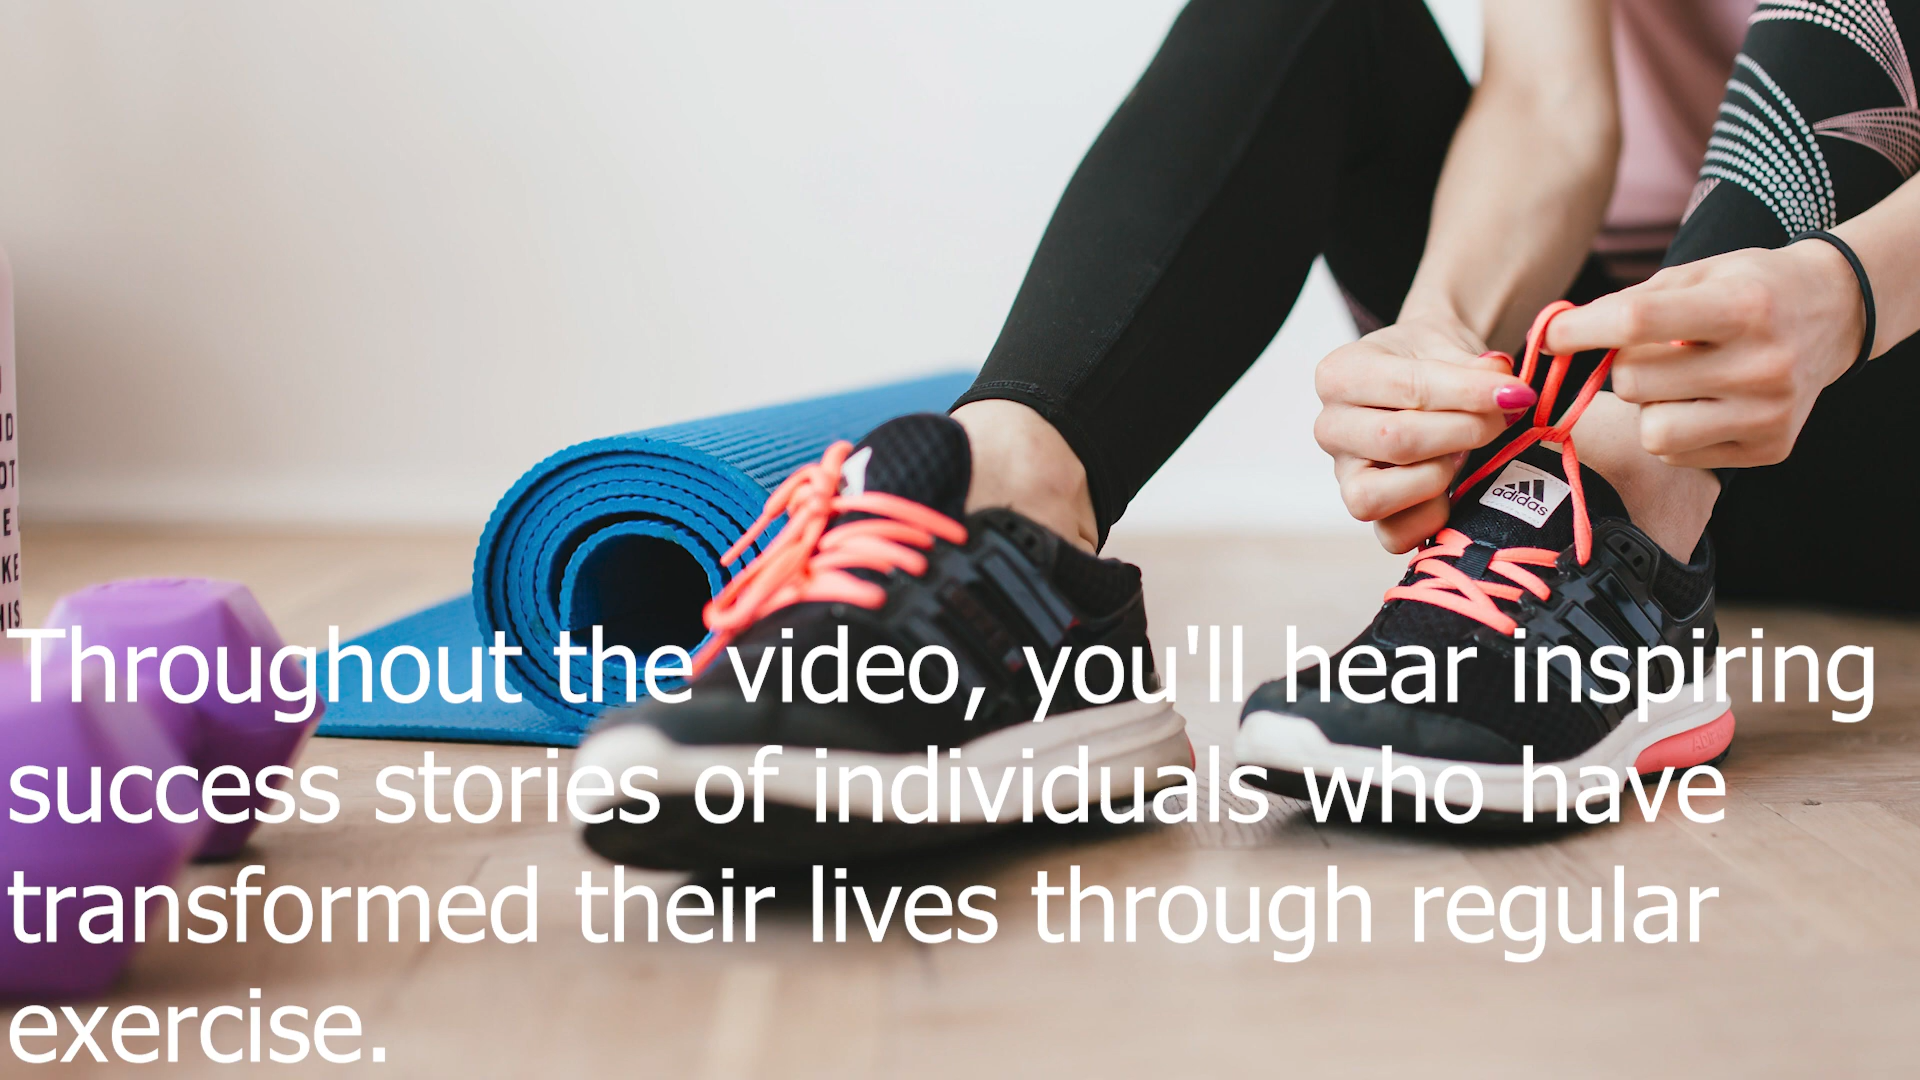 Throughout the video, you'll hear inspiring
success stories of individuals who have
transformed their lives through regular
exercise.
adidas